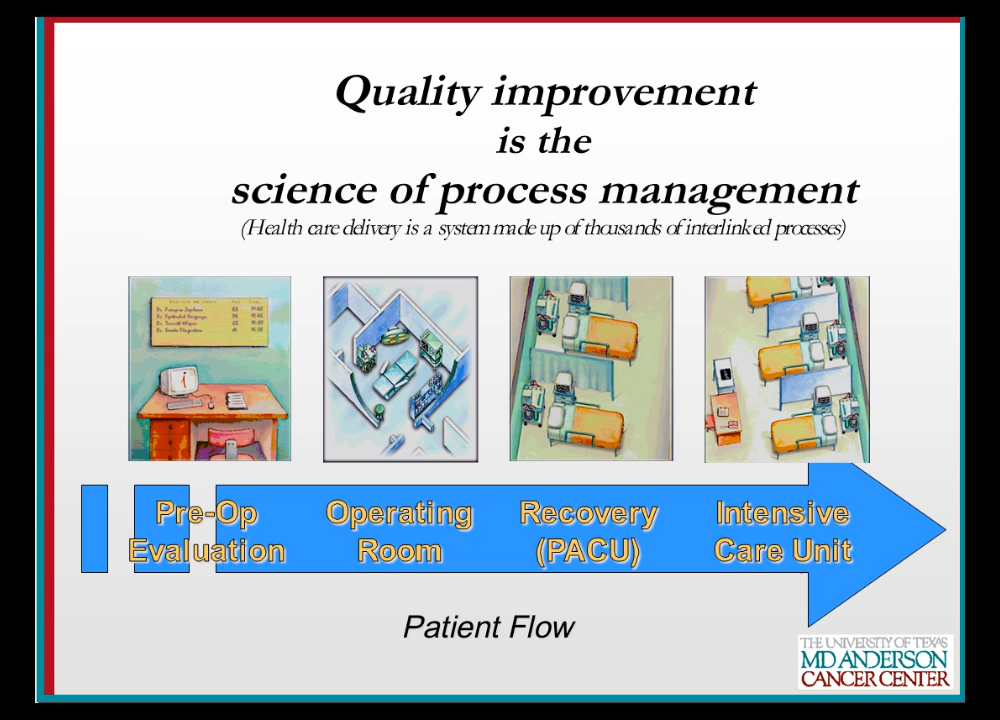 Quality improvement
is the
science of process management
(Health care delivery is a system made up of thousands of interlinked processes)
Pre-Op
Evaluation
Operating
Room
Recovery
(PACU)
Intensive
Care Unit
Patient Flow
THE UNIVERSITY OF TEXAS
MD ANDERSON
CANCER CENTER